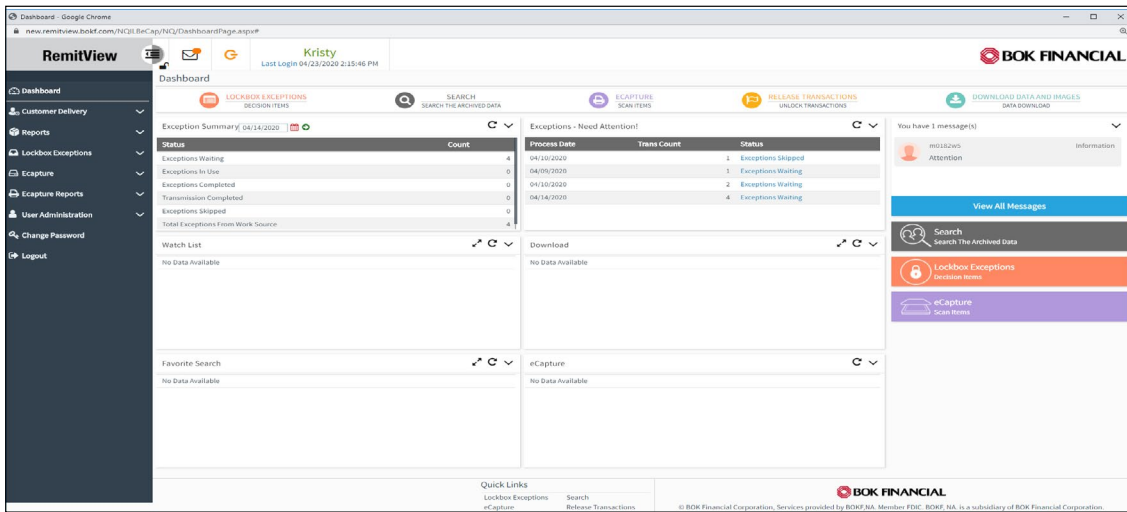 Dashboard - Google Chrome
new.remitview.bokf.com/NQILBeCap/NQ/DashboardPage.aspx#
RemitView
Kristy
Last Login 04/23/2020 2:15:46 PM
BOK FINANCIAL
Dashboard
Customer Delivery
Reports
Lockbox Exceptions
Ecapture
Ecapture Reports
User Administration
Change Password
Logout
Dashboard
LOCKBOX EXCEPTIONS
DECISION ITEMS
SEARCH
SEARCH THE ARCHIVED DATA
ECAPTURE
SCAN ITEMS
RELEASE TRANSACTIONS
UNLOCK TRANSACTIONS
DOWNLOAD DATA AND IMAGES
DATA DOWNLOAD
Exception Summary 04/14/2020
Status Count
Exceptions Waiting 4
Exceptions In Use 0
Exceptions Completed 0
Transmission Completed 0
Exceptions Skipped 0
Total Exceptions From Work Source 4
Exceptions - Need Attention!
Process Date Trans Count Status
04/10/2020 1 Exceptions Skipped
04/09/2020 1 Exceptions Waiting
04/10/2020 2 Exceptions Waiting
04/14/2020 4 Exceptions Waiting
You have 1 message(s)
m0182w5 Information
Attention
View All Messages
Search
Search The Archived Data
Lockbox Exceptions
Decision Items
eCapture
Scan Items
Watch List
No Data Available
Download
No Data Available
Favorite Search
No Data Available
eCapture
No Data Available
Quick Links
Lockbox Exceptions Search
eCapture Release Transactions
BOK FINANCIAL
© BOK Financial Corporation, Services provided by BOKF,NA. Member FDIC. BOKF, NA. is a subsidiary of BOK Financial Corporation.